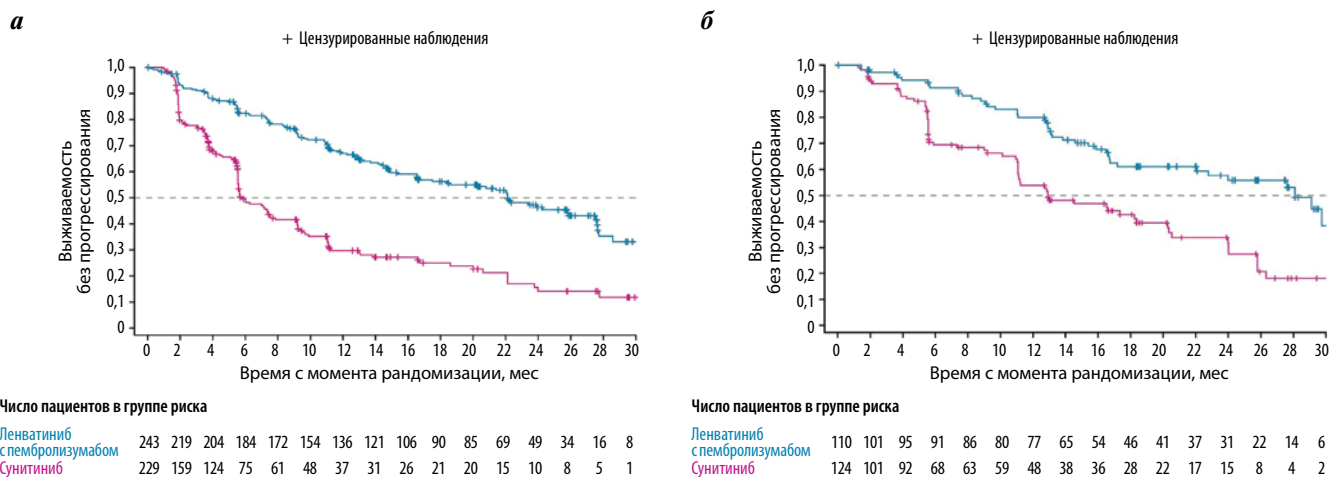 а
+ Цензурированные наблюдения
Выживаемость
без прогрессирования
1,0
0,9
0,8
0,7
0,6
0,5
0,4
0,3
0,2
0,1
0
0 2 4 6 8 10 12 14 16 18 20 22 24 26 28 30
Время с момента рандомизации, мес
Число пациентов в группе риска
Ленватиниб
с пембролизумабом
243 219 204 184 172 154 136 121 106 90 85 69 49 34 16 8
Сунитиниб 229 159 124 75 61 48 37 31 26 21 20 15 10 8 5 1
б
+ Цензурированные наблюдения
Выживаемость
без прогрессирования
1,0
0,9
0,8
0,7
0,6
0,5
0,4
0,3
0,2
0,1
0
0 2 4 6 8 10 12 14 16 18 20 22 24 26 28 30
Время с момента рандомизации, мес
Число пациентов в группе риска
Ленватиниб
с пембролизумабом
110 101 95 91 86 80 77 65 54 46 41 37 31 22 14 6
Сунитиниб 124 101 92 68 63 59 48 38 36 28 22 17 15 8 4 2